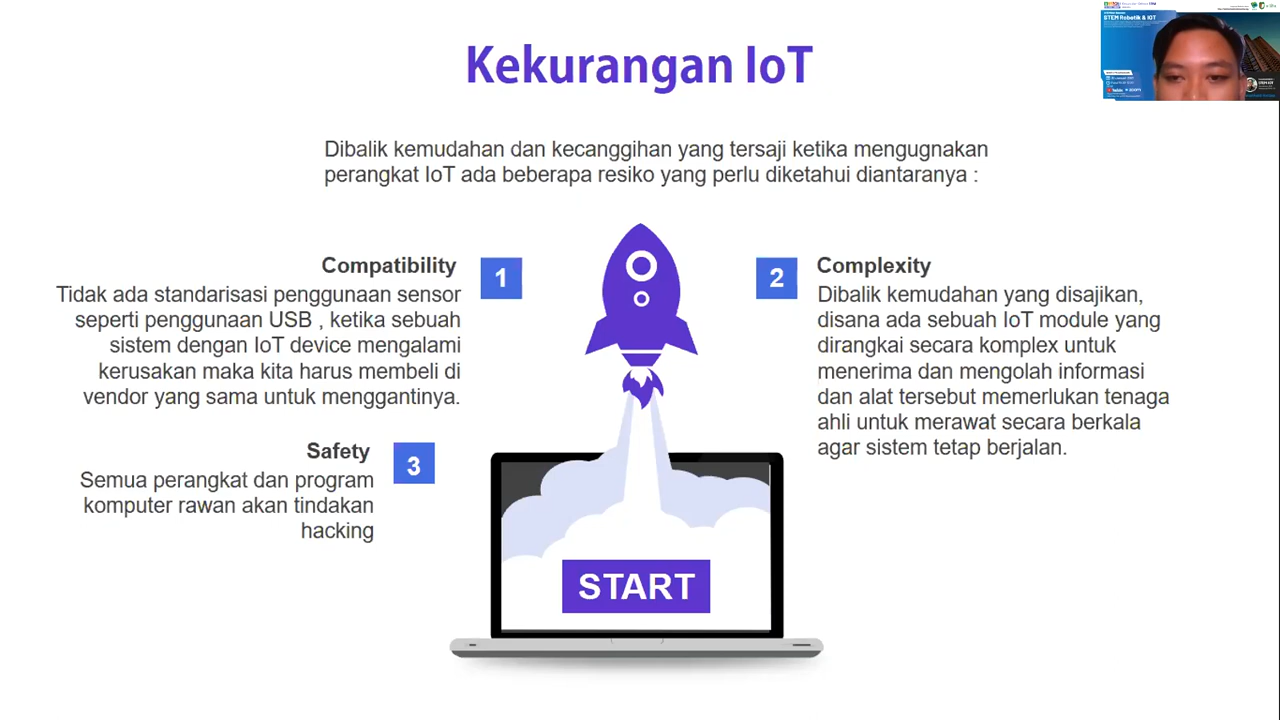 Kekurangan IoT
STEM Robotik & IOT
Dibalik kemudahan dan kecanggihan yang tersaji ketika mengugnakan
perangkat IoT ada beberapa resiko yang perlu diketahui diantaranya :
Compatibility
1
Tidak ada standarisasi penggunaan sensor
seperti penggunaan USB , ketika sebuah
sistem dengan IoT device mengalami
kerusakan maka kita harus membeli di
vendor yang sama untuk menggantinya.
2
Complexity
Dibalik kemudahan yang disajikan,
disana ada sebuah IoT module yang
dirangkai secara komplex untuk
menerima dan mengolah informasi
dan alat tersebut memerlukan tenaga
ahli untuk merawat secara berkala
agar sistem tetap berjalan.
Safety
3
Semua perangkat dan program
komputer rawan akan tindakan
hacking
START